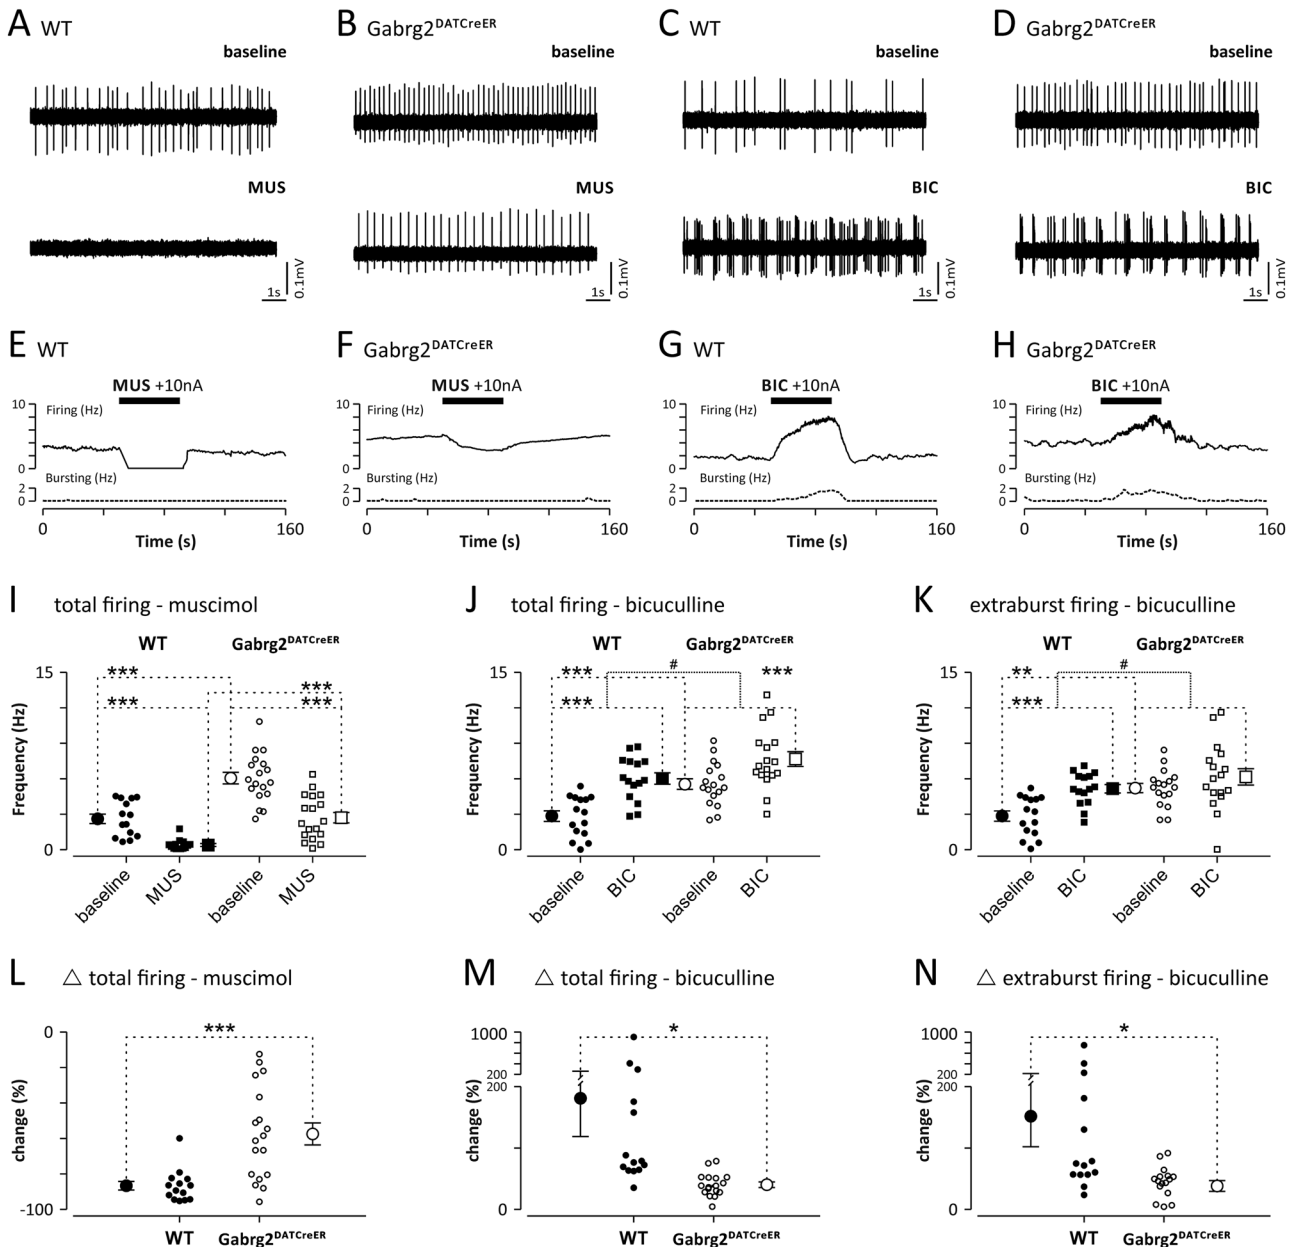 A WT
B Gabrg2DATCreER
C WT
D Gabrg2DATCreER
baseline
baseline
baseline
baseline
MUS
MUS
BIC
BIC
1s 0.1mV
1s 0.1mV
1s 0.1mV
1s 0.1mV
E WT
F Gabrg2DATCreER
G WT
H Gabrg2DATCreER
MUS +10nA
MUS +10nA
BIC +10nA
BIC +10nA
10 Firing (Hz)
10 Firing (Hz)
10 Firing (Hz)
10 Firing (Hz)
0
0
0
0
Bursting (Hz)
Bursting (Hz)
Bursting (Hz)
Bursting (Hz)
2
2
2
2
0
0
0
0
0 160
0 160
0 160
0 160
Time (s)
Time (s)
Time (s)
Time (s)
I total firing - muscimol
WT Gabrg2DATCreER
15
*** ***
*** ***
Frequency (Hz)
0
baseline MUS baseline MUS
J total firing - bicuculline
WT Gabrg2DATCreER
15
#
*** ***
***
Frequency (Hz)
0
baseline BIC baseline BIC
K extraburst firing - bicuculline
WT Gabrg2DATCreER
15
#
**
***
Frequency (Hz)
0
baseline BIC baseline BIC
L △ total firing - muscimol
0
***
change (%)
-100
WT Gabrg2DATCreER
M △ total firing - bicuculline
1000
*
200
200
change (%)
0
WT Gabrg2DATCreER
N △ extraburst firing - bicuculline
1000
*
200
200
change (%)
0
WT Gabrg2DATCreER